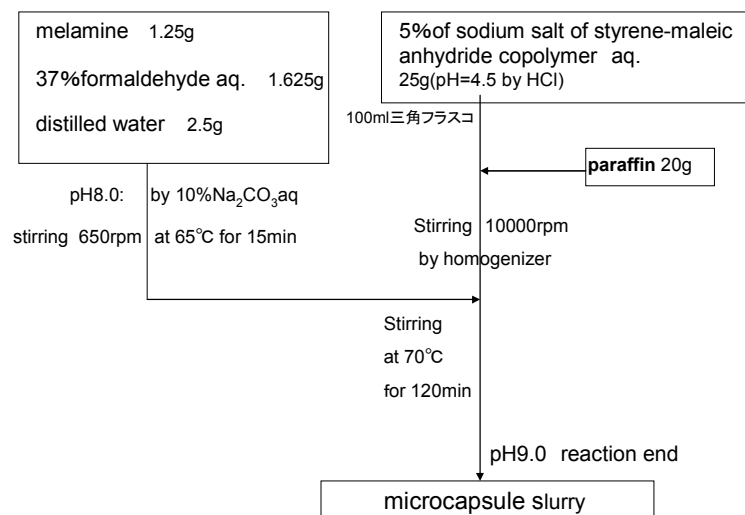 melamine 1.25g
37%formaldehyde aq. 1.625g
distilled water 2.5g
5%of sodium salt of styrene-maleic
anhydride copolymer aq.
25g(pH=4.5 by HCl)
100ml三角フラスコ
paraffin 20g
pH8.0: by 10%Na₂CO₃aq
stirring 650rpm at 65℃ for 15min
Stirring 10000rpm
by homogenizer
Stirring
at 70℃
for 120min
pH9.0 reaction end
microcapsule slurry